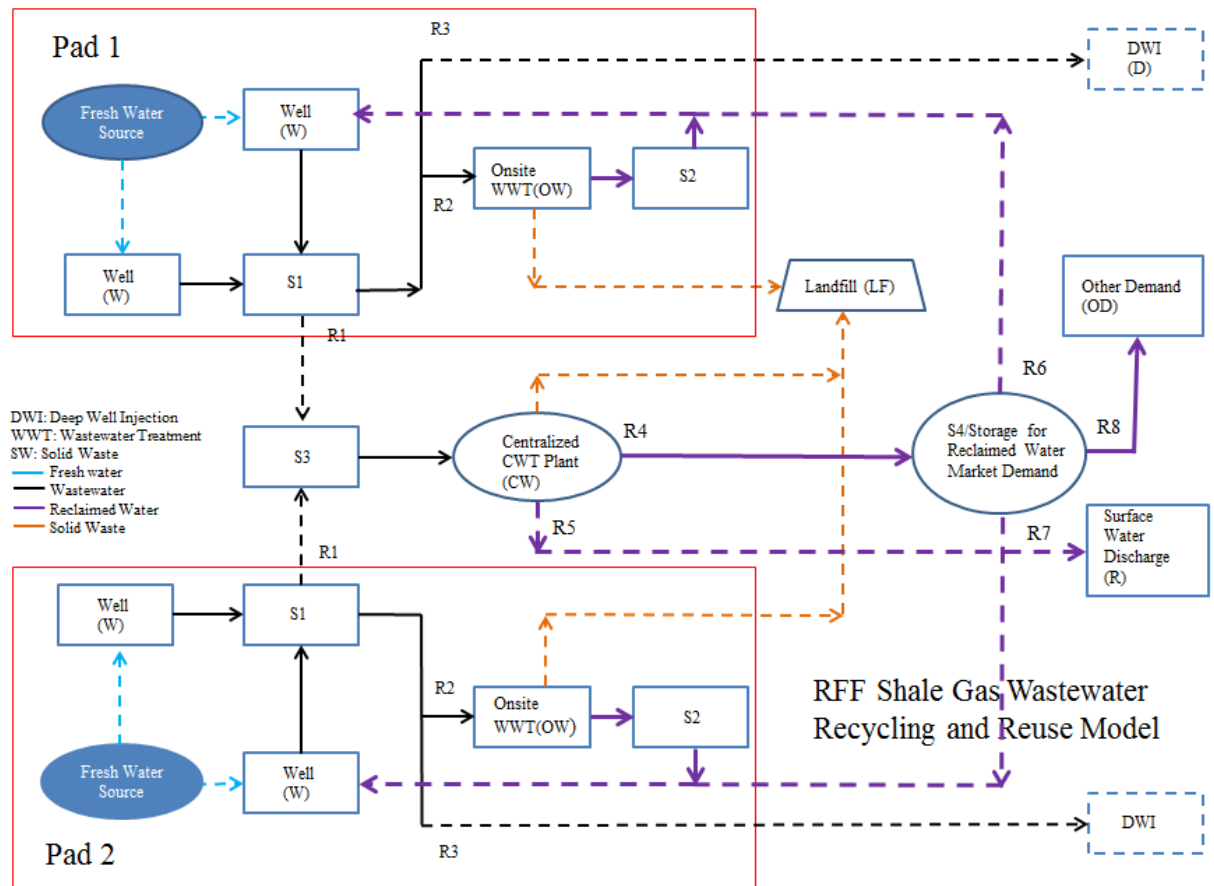 Pad 1
R3
DWI
(D)
Fresh Water
Source
Well
(W)
Onsite
WWT(OW)
S2
R2
Well
(W)
S1
Landfill (LF)
Other Demand
(OD)
R1
R6
DWI: Deep Well Injection
WWT: Wastewater Treatment
SW: Solid Waste
Fresh water
Wastewater
Reclaimed Water
Solid Waste
S3
Centralized
CWT Plant
(CW)
R4
S4/Storage for
Reclaimed Water
Market Demand
R8
R5
R7
Surface
Water
Discharge
(R)
R1
Well
(W)
S1
R2
Onsite
WWT(OW)
S2
RFF Shale Gas Wastewater
Recycling and Reuse Model
Fresh Water
Source
Well
(W)
DWI
R3
Pad 2